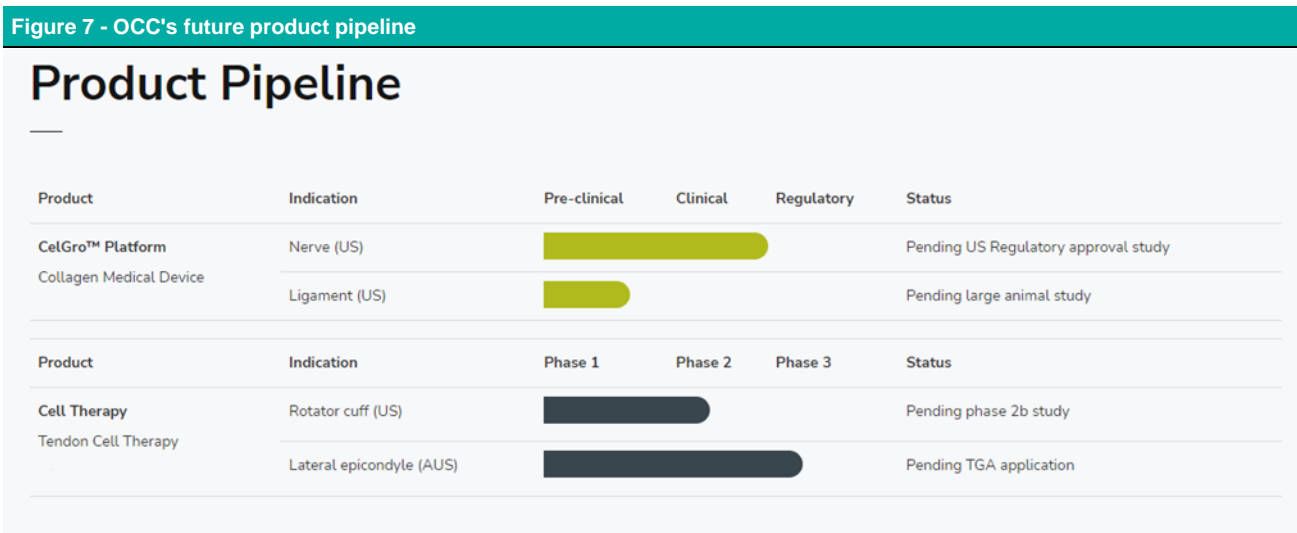 Figure 7 - OCC's future product pipeline
Product Pipeline
Product Indication Pre-clinical Clinical Regulatory Status
CelGro™ Platform Nerve (US) Pending US Regulatory approval study
Collagen Medical Device
Ligament (US) Pending large animal study
Product Indication Phase 1 Phase 2 Phase 3 Status
Cell Therapy Rotator cuff (US) Pending phase 2b study
Tendon Cell Therapy
Lateral epicondyle (AUS) Pending TGA application